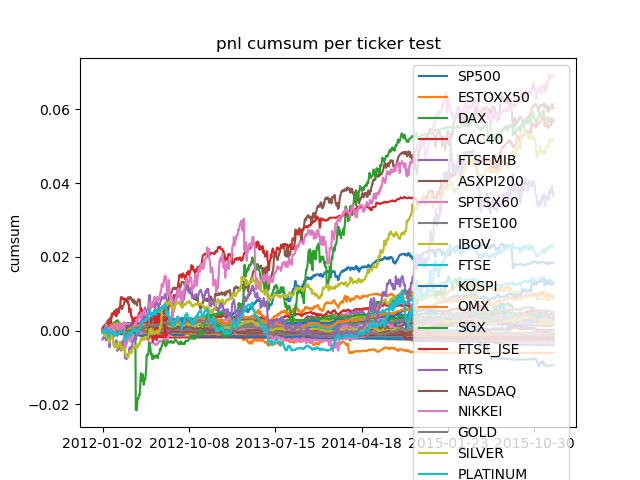 pnl cumsum per ticker test
cumsum
0.06
0.04
0.02
0.00
−0.02
2012-01-02 2012-10-08 2013-07-15 2014-04-18 2015-01-23 2015-10-30
SP500
ESTOXX50
DAX
CAC40
FTSEMIB
ASXPI200
SPTSX60
FTSE100
IBOV
FTSE
KOSPI
OMX
SGX
FTSE_JSE
RTS
NASDAQ
NIKKEI
GOLD
SILVER
PLATINUM